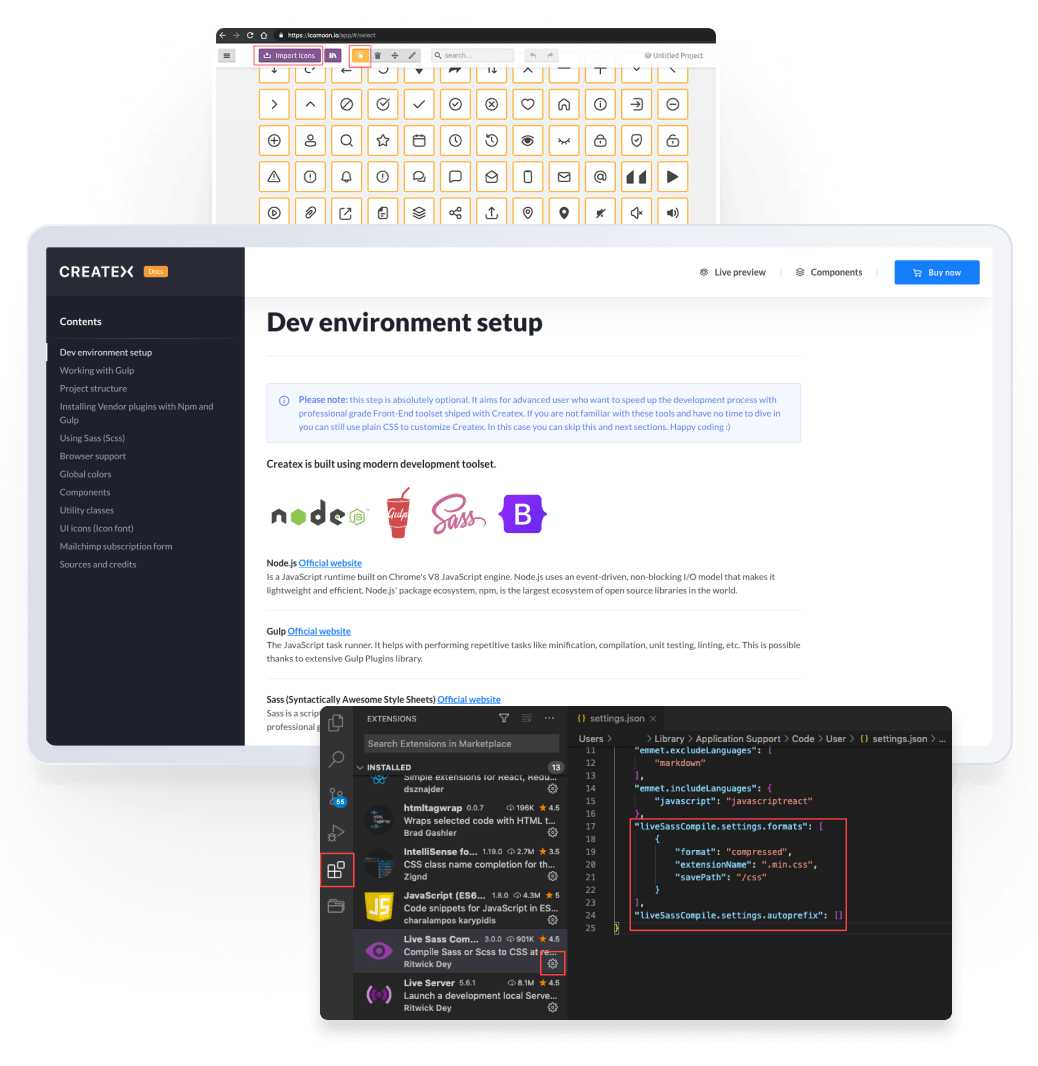 https://icomoon.io/app/#/select
Import Icons
search...
Untitled Project
CREATEX Docs
Live preview
Components
Buy now
Contents
Dev environment setup
Working with Gulp
Project structure
Installing Vendor plugins with Npm and
Gulp
Using Sass (Scss)
Browser support
Global colors
Components
Utility classes
UI icons (Icon font)
Mailchimp subscription form
Sources and credits
Dev environment setup
Please note: this step is absolutely optional. It aims for advanced user who want to speed up the development process with
professional grade Front-End toolset shiped with Createx. If you are not familiar with these tools and have no time to dive in
you can still use plain CSS to customize Createx. In this case you can skip this and next sections. Happy coding :)
Createx is built using modern development toolset.
node JS
Gulp
Sass
B
Node.js Official website
Is a JavaScript runtime built on Chrome's V8 JavaScript engine. Node.js uses an event-driven, non-blocking I/O model that makes it
lightweight and efficient. Node.js' package ecosystem, npm, is the largest ecosystem of open source libraries in the world.
Gulp Official website
The JavaScript task runner. It helps with performing repetitive tasks like minification, compilation, unit testing, linting, etc. This is possible
thanks to extensive Gulp Plugins library.
Sass (Syntactically Awesome Style Sheets) Official website
Sass is a scrip
professional g
EXTENSIONS
Search Extensions in Marketplace
INSTALLED 13
Simple extensions for React, Redu...
dsznajder
htmltagwrap 0.0.7 196K ★ 4.5
Wraps selected code with HTML t...
Brad Gashler
IntelliSense fo... 1.19.0 2.7M ★ 3.5
CSS class name completion for th...
Zignd
JS
JavaScript (ES6... 1.8.0 4.3M ★ 5
Code snippets for JavaScript in ES...
charalampos karypidis
Live Sass Com... 3.0.0 901K ★ 4.5
Compile Sass or Scss to CSS at re...
Ritwick Dey
Live Server 5.6.1 8.1M ★ 4.5
Launch a development local Serve...
Ritwick Dey
55
{} settings.json ×
Users > > Library > Application Support > Code > User > {} settings.json > ...
11 "emmet.excludeLanguages": [
12 "markdown"
13 ],
14 "emmet.includeLanguages": {
15 "javascript": "javascriptreact"
16 },
17 "liveSassCompile.settings.formats": [
18 {
19 "format": "compressed",
20 "extensionName": ".min.css",
21 "savePath": "/css"
22 }
23 ],
24 "liveSassCompile.settings.autoprefix": []
25 }